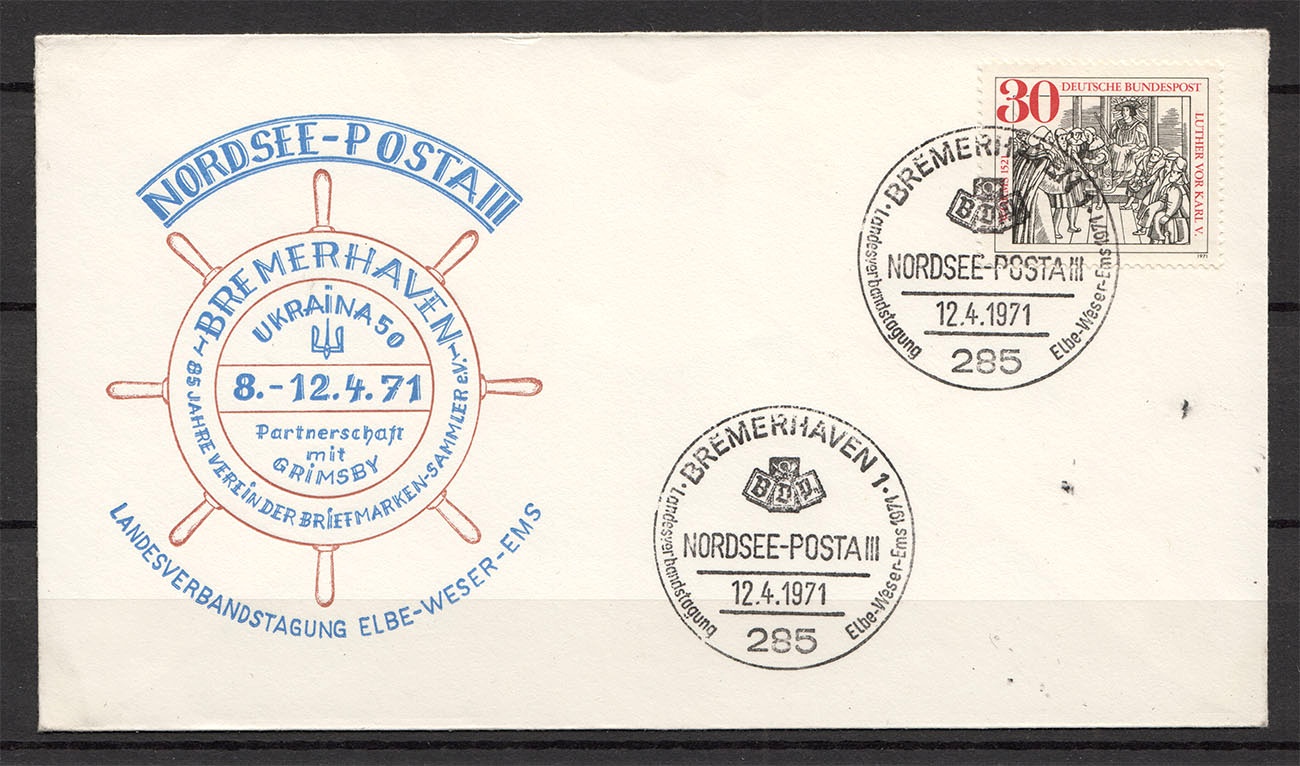 NORDSEE-POSTA III
BREMERHAVEN
UKRAINA 50
8.-12.4.71
Partnerschaft
mit
GRIMSBY
85 JAHRE VEREIN DER BRIEFMARKEN-SAMMLER e.V.
LANDESVERBANDSTAGUNG ELBE-WESER-EMS
30
DEUTSCHE BUNDESPOST
LUTHER VOR KARL V.
1521
1971
BREMERHAVEN 1
BDPh
NORDSEE-POSTA III
12.4.1971
285
Landesverbandstagung Elbe-Weser-Ems 1971
BREMERHAVEN 1
BDPh
NORDSEE-POSTA III
12.4.1971
285
Landesverbandstagung Elbe-Weser-Ems 1971